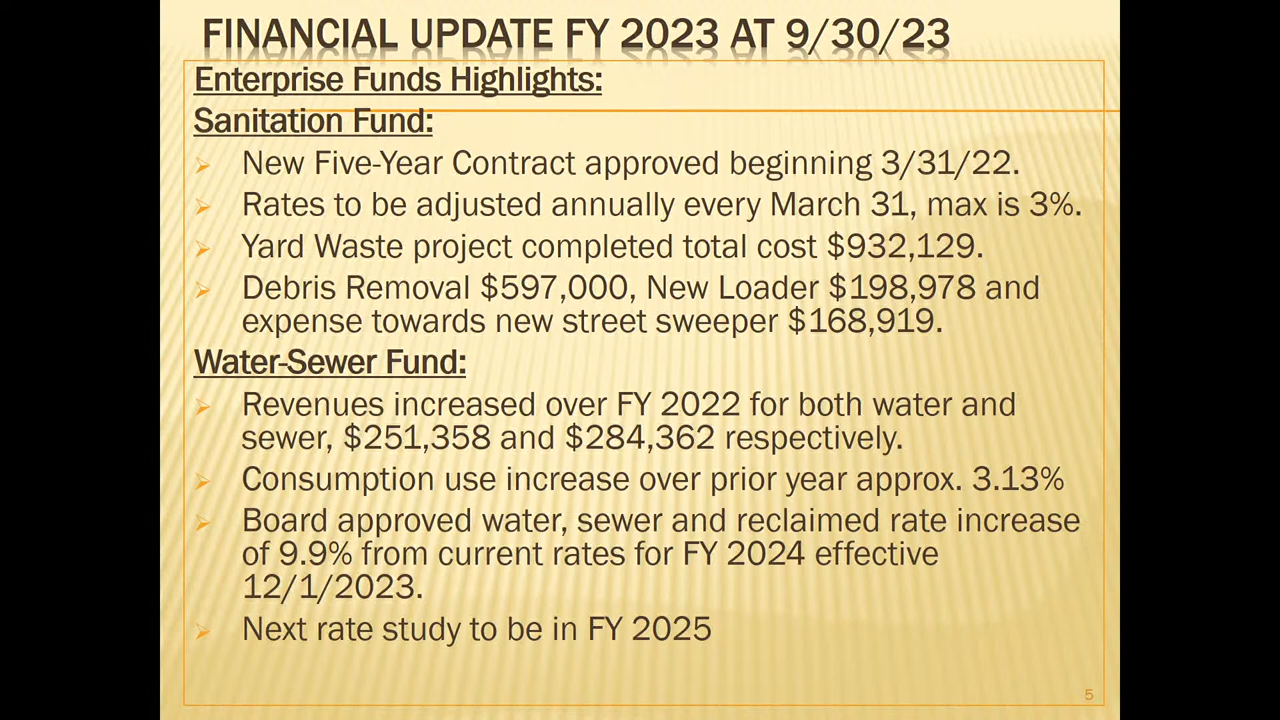 FINANCIAL UPDATE FY 2023 AT 9/30/23
Enterprise Funds Highlights:
Sanitation Fund:
New Five-Year Contract approved beginning 3/31/22.
Rates to be adjusted annually every March 31, max is 3%.
Yard Waste project completed total cost $932,129.
Debris Removal $597,000, New Loader $198,978 and
expense towards new street sweeper $168,919.
Water-Sewer Fund:
Revenues increased over FY 2022 for both water and
sewer, $251,358 and $284,362 respectively.
Consumption use increase over prior year approx. 3.13%
Board approved water, sewer and reclaimed rate increase
of 9.9% from current rates for FY 2024 effective
12/1/2023.
Next rate study to be in FY 2025
5